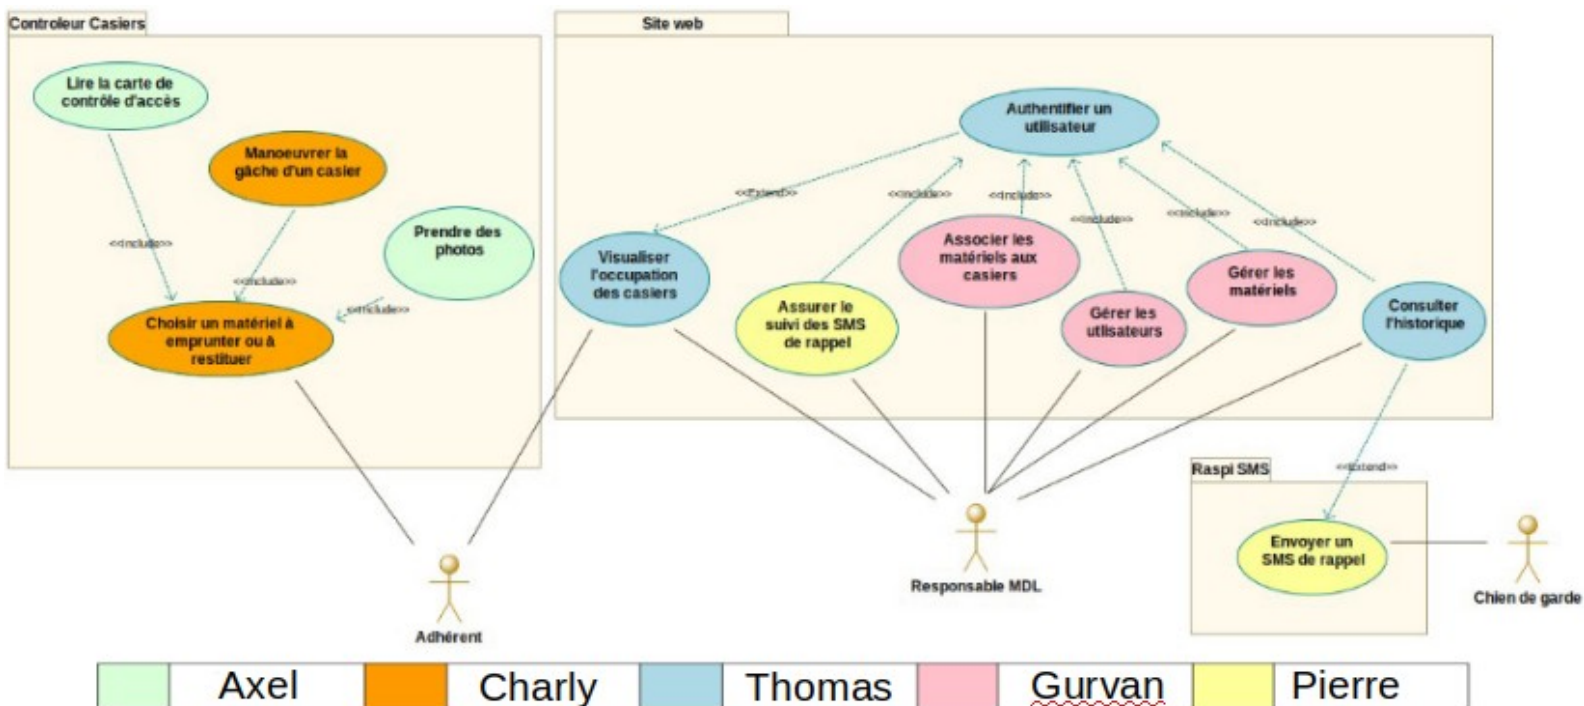 Controleur Casiers
Lire la carte de
contrôle d'accès
Manoeuvrer la
gâche d'un casier
Prendre des
photos
<<include>>
<<include>>
<<include>>
Choisir un matériel à
emprunter ou à
restituer
Site web
Authentifier un
utilisateur
<<Extend>>
<<include>>
<<include>>
<<include>>
<<include>>
<<include>>
Visualiser
l'occupation
des casiers
Assurer le
suivi des SMS
de rappel
Associer les
matériels aux
casiers
Gérer les
utlisateurs
Gérer les
matériels
Consulter
l'historique
<<Extend>>
Raspi SMS
Envoyer un
SMS de rappel
Adhérent
Responsable MDL
Chien de garde
Axel
Charly
Thomas
Gurvan
Pierre